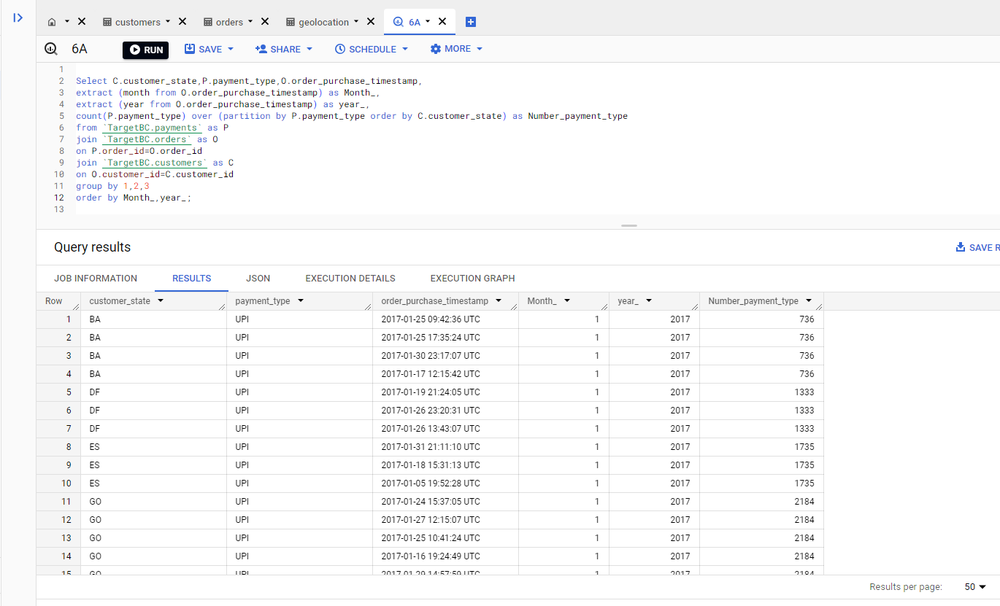 customers orders geolocation 6A
6A RUN SAVE SHARE SCHEDULE MORE
1
2 Select C.customer_state,P.payment_type,O.order_purchase_timestamp,
3 extract (month from O.order_purchase_timestamp) as Month_,
4 extract (year from O.order_purchase_timestamp) as year_,
5 count(P.payment_type) over (partition by P.payment_type order by C.customer_state) as Number_payment_type
6 from `TargetBC.payments` as P
7 join `TargetBC.orders` as O
8 on P.order_id=O.order_id
9 join `TargetBC.customers` as C
10 on O.customer_id=C.customer_id
11 group by 1,2,3
12 order by Month_,year_;
13
Query results SAVE R
JOB INFORMATION RESULTS JSON EXECUTION DETAILS EXECUTION GRAPH
Row customer_state payment_type order_purchase_timestamp Month_ year_ Number_payment_type
1 BA UPI 2017-01-25 09:42:36 UTC 1 2017 736
2 BA UPI 2017-01-25 17:35:24 UTC 1 2017 736
3 BA UPI 2017-01-30 23:17:07 UTC 1 2017 736
4 BA UPI 2017-01-17 12:15:42 UTC 1 2017 736
5 DF UPI 2017-01-19 21:24:05 UTC 1 2017 1333
6 DF UPI 2017-01-26 23:20:31 UTC 1 2017 1333
7 DF UPI 2017-01-26 13:43:07 UTC 1 2017 1333
8 ES UPI 2017-01-31 21:11:10 UTC 1 2017 1735
9 ES UPI 2017-01-18 15:31:13 UTC 1 2017 1735
10 ES UPI 2017-01-05 19:52:28 UTC 1 2017 1735
11 GO UPI 2017-01-24 15:37:05 UTC 1 2017 2184
12 GO UPI 2017-01-27 12:15:07 UTC 1 2017 2184
13 GO UPI 2017-01-25 10:41:24 UTC 1 2017 2184
14 GO UPI 2017-01-16 19:24:49 UTC 1 2017 2184
15 GO UPI 2017-01-29 14:57:59 UTC 1 2017 2184
Results per page: 50